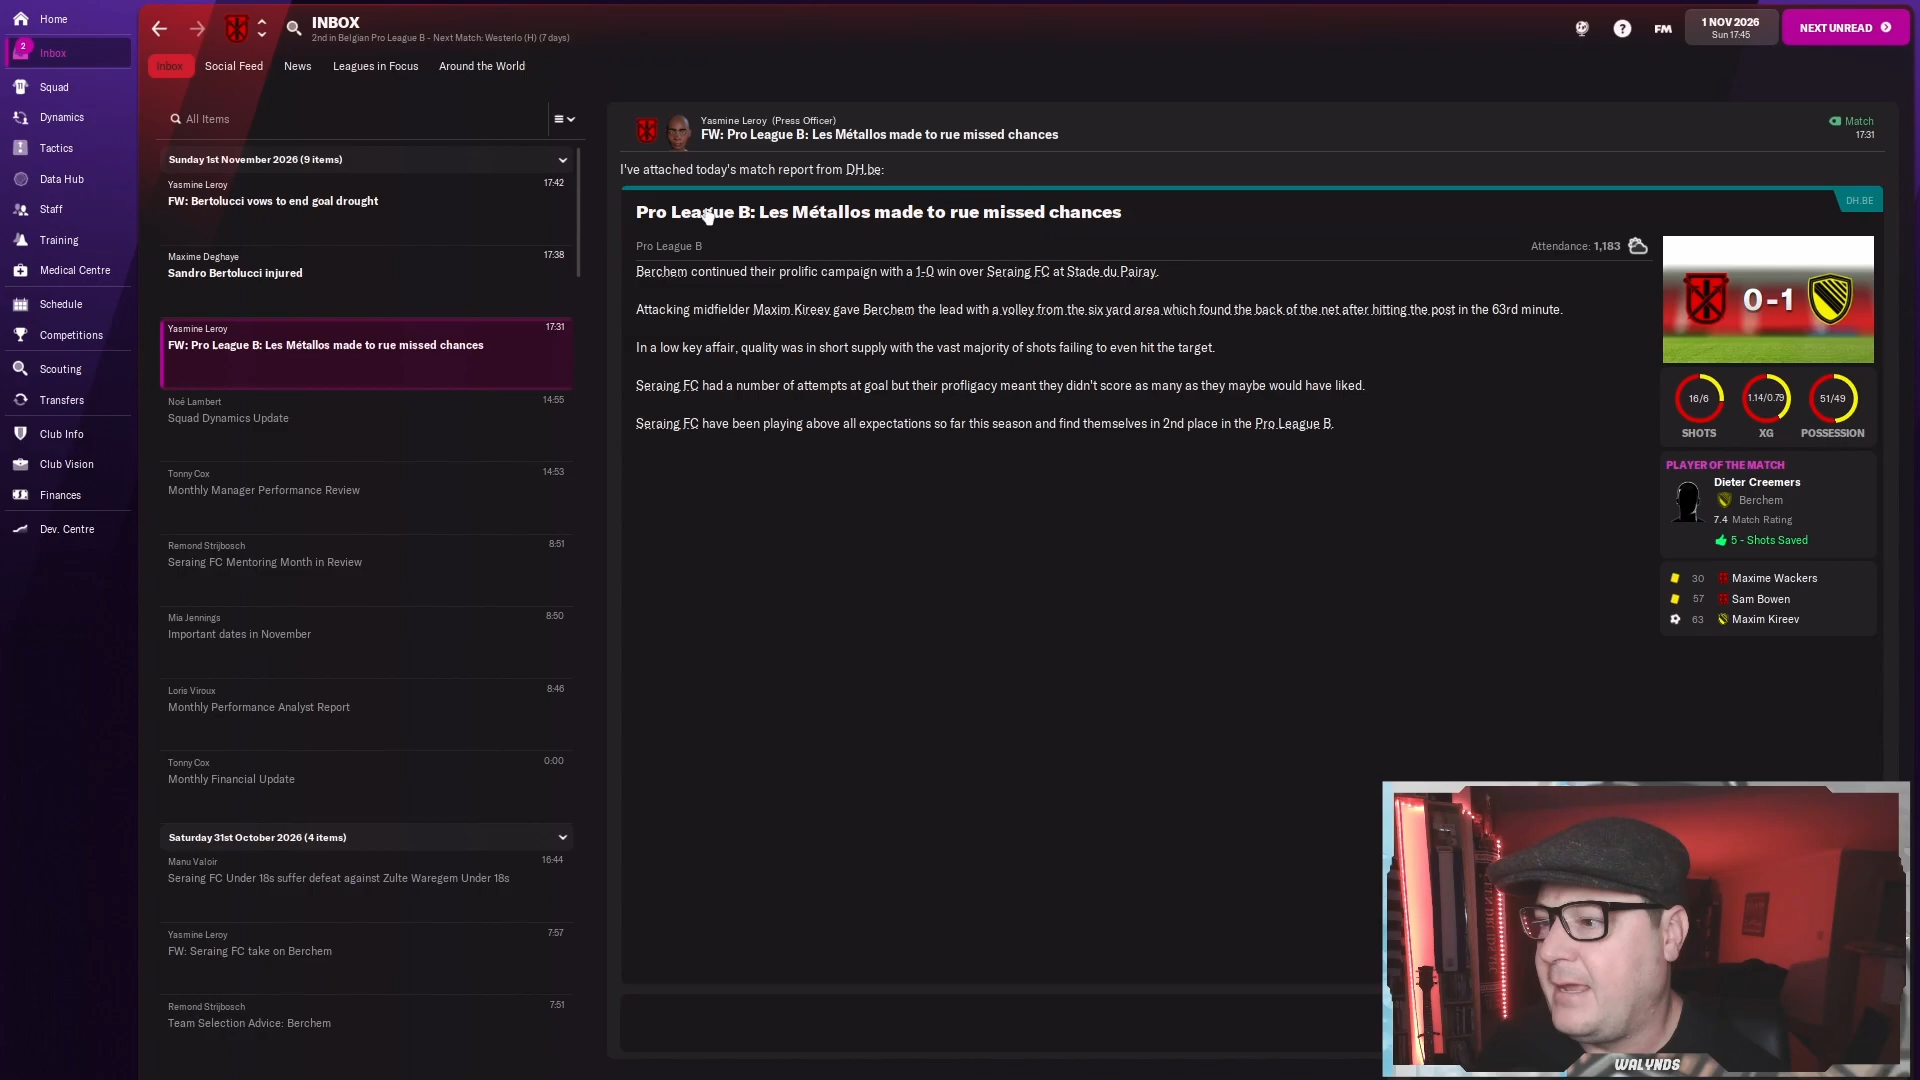 Home
2
Inbox
Squad
Dynamics
Tactics
Data Hub
Staff
Training
Medical Centre
Schedule
Competitions
Scouting
Transfers
Club Info
Club Vision
Finances
Dev. Centre
INBOX
2nd in Belgian Pro League B - Next Match: Westerlo (H) (7 days)
?
FM
1 NOV 2026
Sun 17:45
NEXT UNREAD
Inbox
Social Feed
News
Leagues in Focus
Around the World
All Items
Sunday 1st November 2026 (9 items)
Yasmine Leroy 17:42
FW: Bertolucci vows to end goal drought
Maxime Deghaye 17:38
Sandro Bertolucci injured
Yasmine Leroy 17:31
FW: Pro League B: Les Métallos made to rue missed chances
Noé Lambert 14:55
Squad Dynamics Update
Tonny Cox 14:53
Monthly Manager Performance Review
Remond Strijbosch 8:51
Seraing FC Mentoring Month in Review
Mia Jennings 8:50
Important dates in November
Loris Viroux 8:46
Monthly Performance Analyst Report
Tonny Cox 0:00
Monthly Financial Update
Saturday 31st October 2026 (4 items)
Manu Valoir 16:44
Seraing FC Under 18s suffer defeat against Zulte Waregem Under 18s
Yasmine Leroy 7:57
FW: Seraing FC take on Berchem
Remond Strijbosch 7:51
Team Selection Advice: Berchem
Yasmine Leroy (Press Officer)
FW: Pro League B: Les Métallos made to rue missed chances
Match
17:31
I've attached today's match report from DH.be:
Pro League B: Les Métallos made to rue missed chances
DH.BE
Pro League B
Attendance: 1,183
Berchem continued their prolific campaign with a 1-0 win over Seraing FC at Stade du Pairay.
Attacking midfielder Maxim Kireev gave Berchem the lead with a volley from the six yard area which found the back of the net after hitting the post in the 63rd minute.
In a low key affair, quality was in short supply with the vast majority of shots failing to even hit the target.
Seraing FC had a number of attempts at goal but their profligacy meant they didn't score as many as they maybe would have liked.
Seraing FC have been playing above all expectations so far this season and find themselves in 2nd place in the Pro League B.
0-1
16/6
1.14/0.79
51/49
SHOTS
XG
POSSESSION
PLAYER OF THE MATCH
Dieter Creemers
Berchem
7.4 Match Rating
5 - Shots Saved
30 Maxime Wackers
57 Sam Bowen
63 Maxim Kireev
WALYNDS